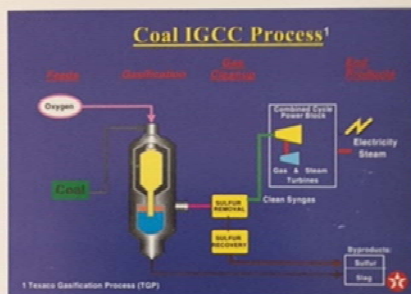 Coal IGCC Process¹
Feeds
Gasification
Gas
Cleanup
End
Products
Oxygen
Coal
SULFUR
REMOVAL
SULFUR
RECOVERY
Clean Syngas
Combined Cycle
Power Block
Gas & Steam
Turbines
Electricity
Steam
Byproducts:
Sulfur
Slag
1 Texaco Gasification Process (TGP)